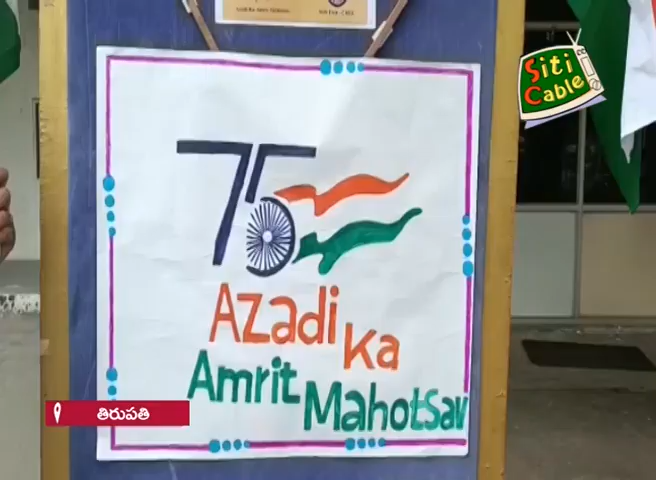 Siti
Cable
75
Azadi
Ka
Amrit
Mahotsav
తిరుపతి